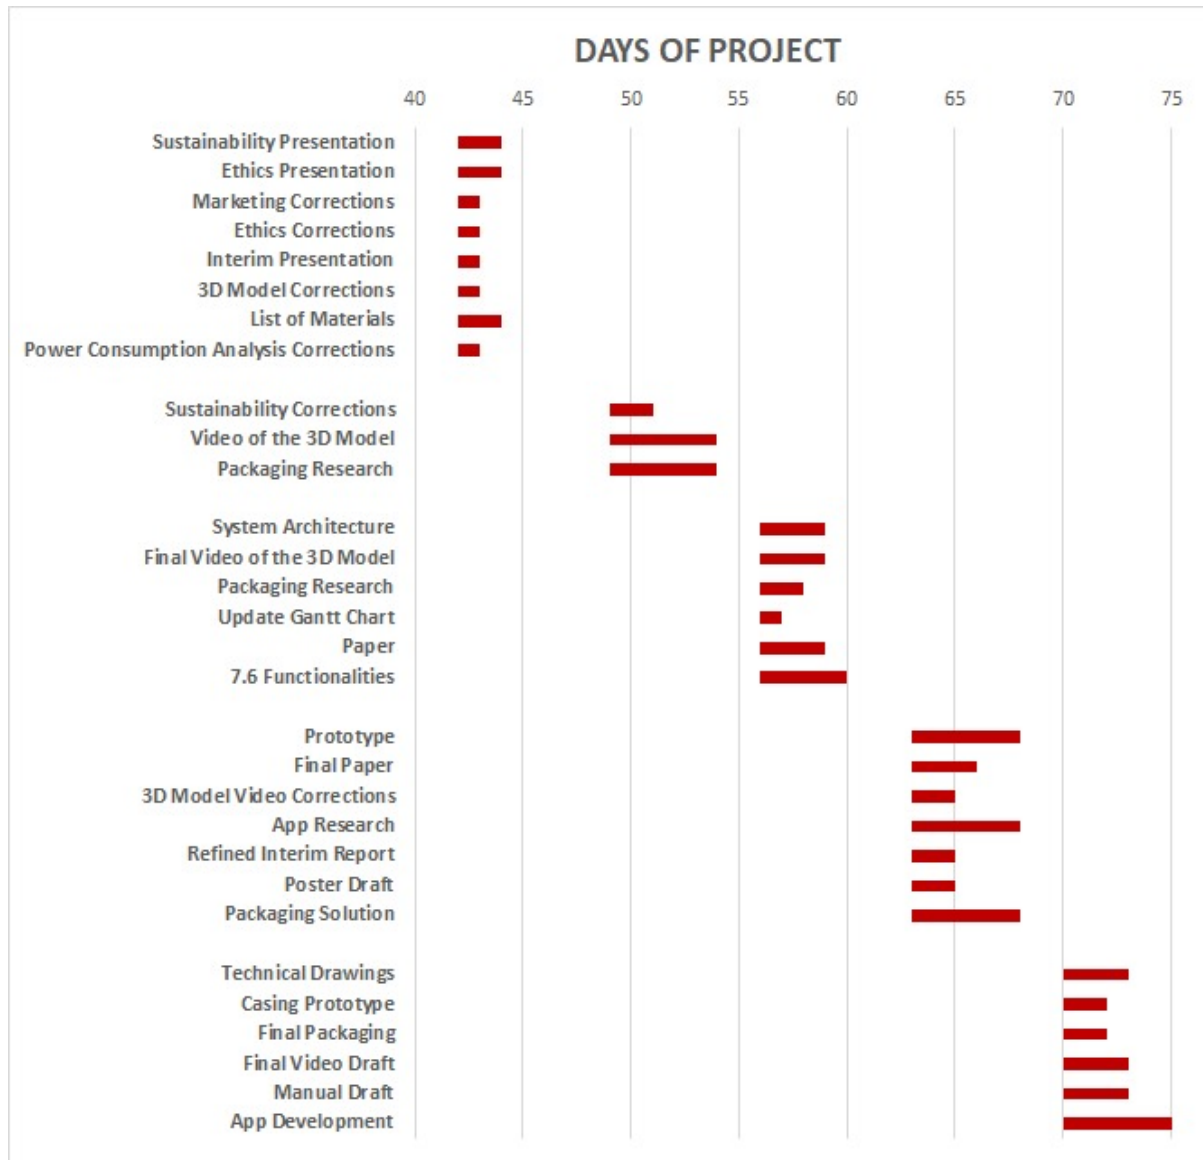 DAYS OF PROJECT
40 45 50 55 60 65 70 75
Sustainability Presentation
Ethics Presentation
Marketing Corrections
Ethics Corrections
Interim Presentation
3D Model Corrections
List of Materials
Power Consumption Analysis Corrections
Sustainability Corrections
Video of the 3D Model
Packaging Research
System Architecture
Final Video of the 3D Model
Packaging Research
Update Gantt Chart
Paper
7.6 Functionalities
Prototype
Final Paper
3D Model Video Corrections
App Research
Refined Interim Report
Poster Draft
Packaging Solution
Technical Drawings
Casing Prototype
Final Packaging
Final Video Draft
Manual Draft
App Development